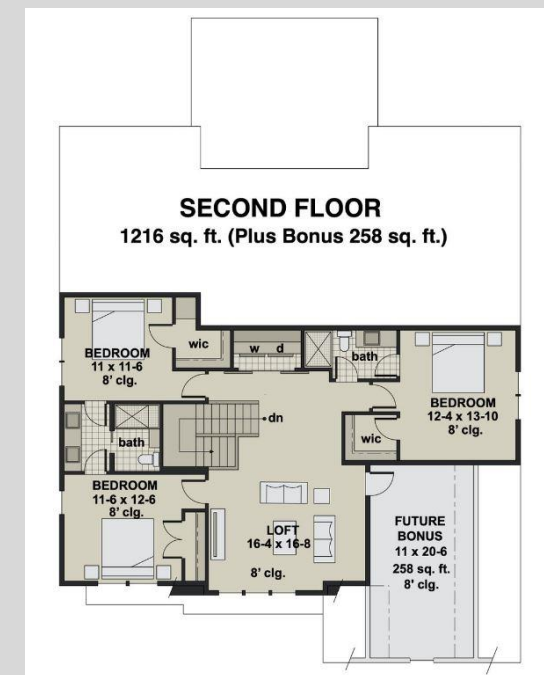 SECOND FLOOR
1216 sq. ft. (Plus Bonus 258 sq. ft.)
BEDROOM
11 x 11-6
8' clg.
wic
w d
bath
BEDROOM
12-4 x 13-10
8' clg.
dn
wic
bath
BEDROOM
11-6 x 12-6
8' clg.
LOFT
16-4 x 16-8
8' clg.
FUTURE
BONUS
11 x 20-6
258 sq. ft.
8' clg.